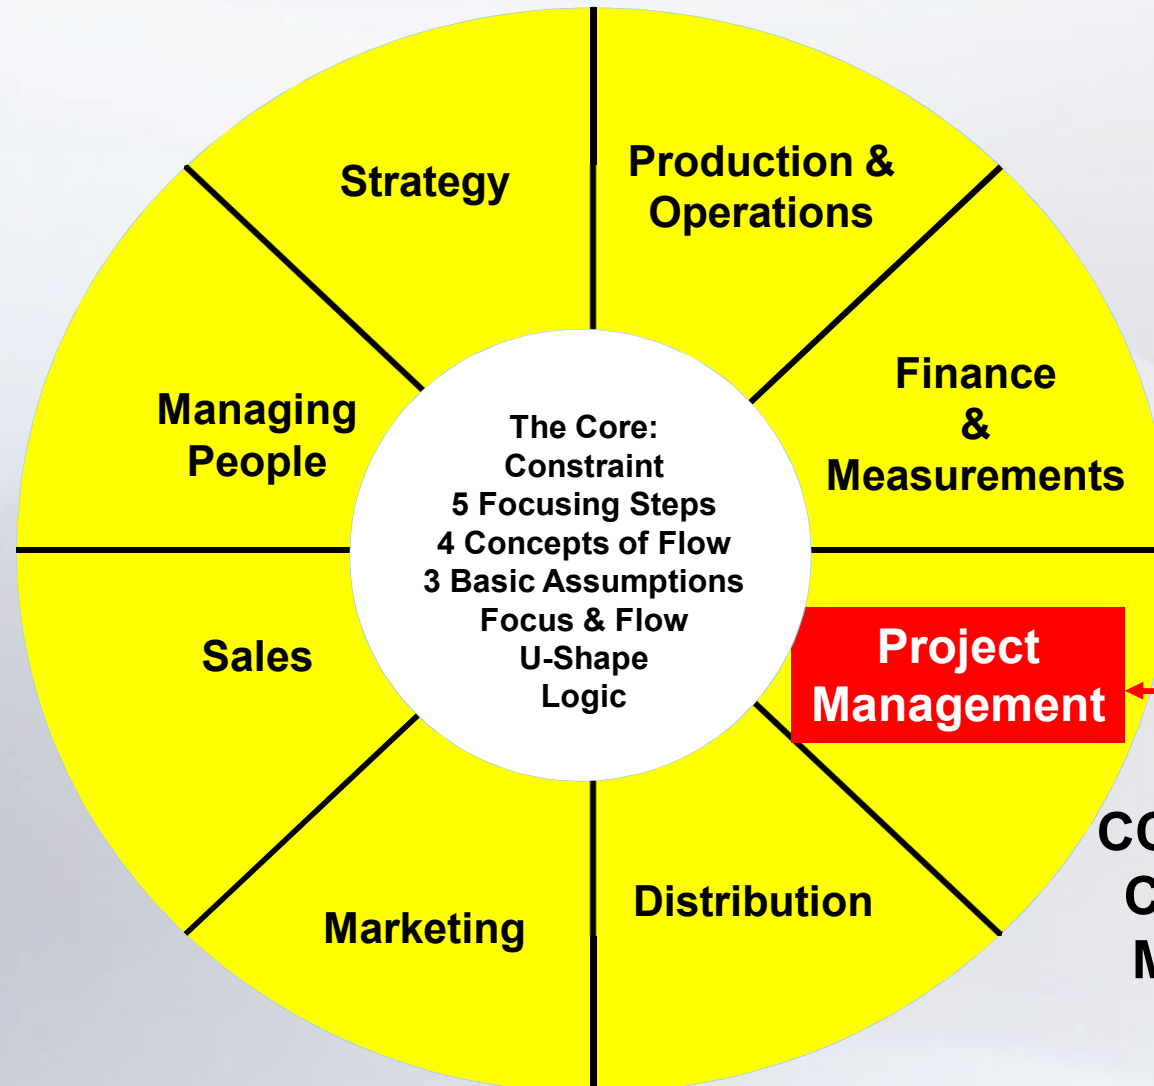 Strategy
Production &
Operations
Finance
&
Measurements
Managing
People
The Core:
Constraint
5 Focusing Steps
4 Concepts of Flow
3 Basic Assumptions
Focus & Flow
U-Shape
Logic
Sales
Project
Management
Marketing
Distribution